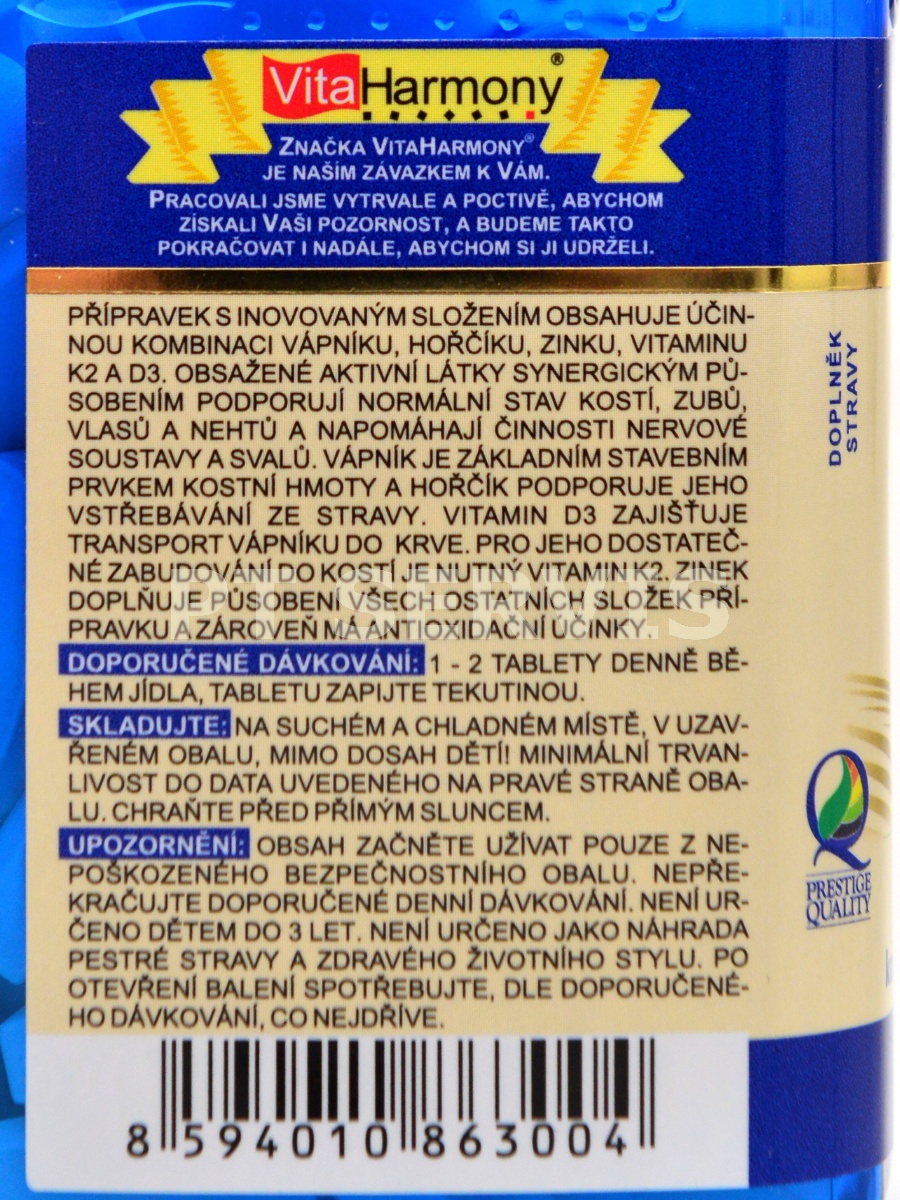 VitaHarmony®
ZNAČKA VITAHARMONY®
JE NAŠÍM ZÁVAZKEM K VÁM.
PRACOVALI JSME VYTRVALE A POCTIVĚ, ABYCHOM
ZÍSKALI VAŠI POZORNOST, A BUDEME TAKTO
POKRAČOVAT I NADÁLE, ABYCHOM SI JI UDRŽELI.
PŘÍPRAVEK S INOVOVANÝM SLOŽENÍM OBSAHUJE ÚČIN-
NOU KOMBINACI VÁPNÍKU, HOŘČÍKU, ZINKU, VITAMINU
K2 A D3. OBSAŽENÉ AKTIVNÍ LÁTKY SYNERGICKÝM PŮ-
SOBENÍM PODPORUJÍ NORMÁLNÍ STAV KOSTÍ, ZUBŮ,
VLASŮ A NEHTŮ A NAPOMÁHAJÍ ČINNOSTI NERVOVÉ
SOUSTAVY A SVALŮ. VÁPNÍK JE ZÁKLADNÍM STAVEBNÍM
PRVKEM KOSTNÍ HMOTY A HOŘČÍK PODPORUJE JEHO
VSTŘEBÁVÁNÍ ZE STRAVY. VITAMIN D3 ZAJIŠŤUJE
TRANSPORT VÁPNÍKU DO KRVE. PRO JEHO DOSTATEČ-
NÉ ZABUDOVÁNÍ DO KOSTÍ JE NUTNÝ VITAMIN K2. ZINEK
DOPLŇUJE PŮSOBENÍ VŠECH OSTATNÍCH SLOŽEK PŘÍ-
PRAVKU A ZÁROVEŇ MÁ ANTIOXIDAČNÍ ÚČINKY.
DOPORUČENÉ DÁVKOVÁNÍ: 1 - 2 TABLETY DENNĚ BĚ-
HEM JÍDLA, TABLETU ZAPIJTE TEKUTINOU.
SKLADUJTE: NA SUCHÉM A CHLADNÉM MÍSTĚ, V UZAV-
ŘENÉM OBALU, MIMO DOSAH DĚTÍ! MINIMÁLNÍ TRVAN-
LIVOST DO DATA UVEDENÉHO NA PRAVÉ STRANĚ OBA-
LU. CHRAŇTE PŘED PŘÍMÝM SLUNCEM.
UPOZORNĚNÍ: OBSAH ZAČNĚTE UŽÍVAT POUZE Z NE-
POŠKOZENÉHO BEZPEČNOSTNÍHO OBALU. NEPŘE-
KRAČUJTE DOPORUČENÉ DENNÍ DÁVKOVÁNÍ. NENÍ UR-
ČENO DĚTEM DO 3 LET. NENÍ URČENO JAKO NÁHRADA
PESTRÉ STRAVY A ZDRAVÉHO ŽIVOTNÍHO STYLU. PO
OTEVŘENÍ BALENÍ SPOTŘEBUJTE, DLE DOPORUČENÉ-
HO DÁVKOVÁNÍ, CO NEJDŘÍVE.
8 594010 863004
DOPLNĚK
STRAVY
PRESTIGE
QUALITY